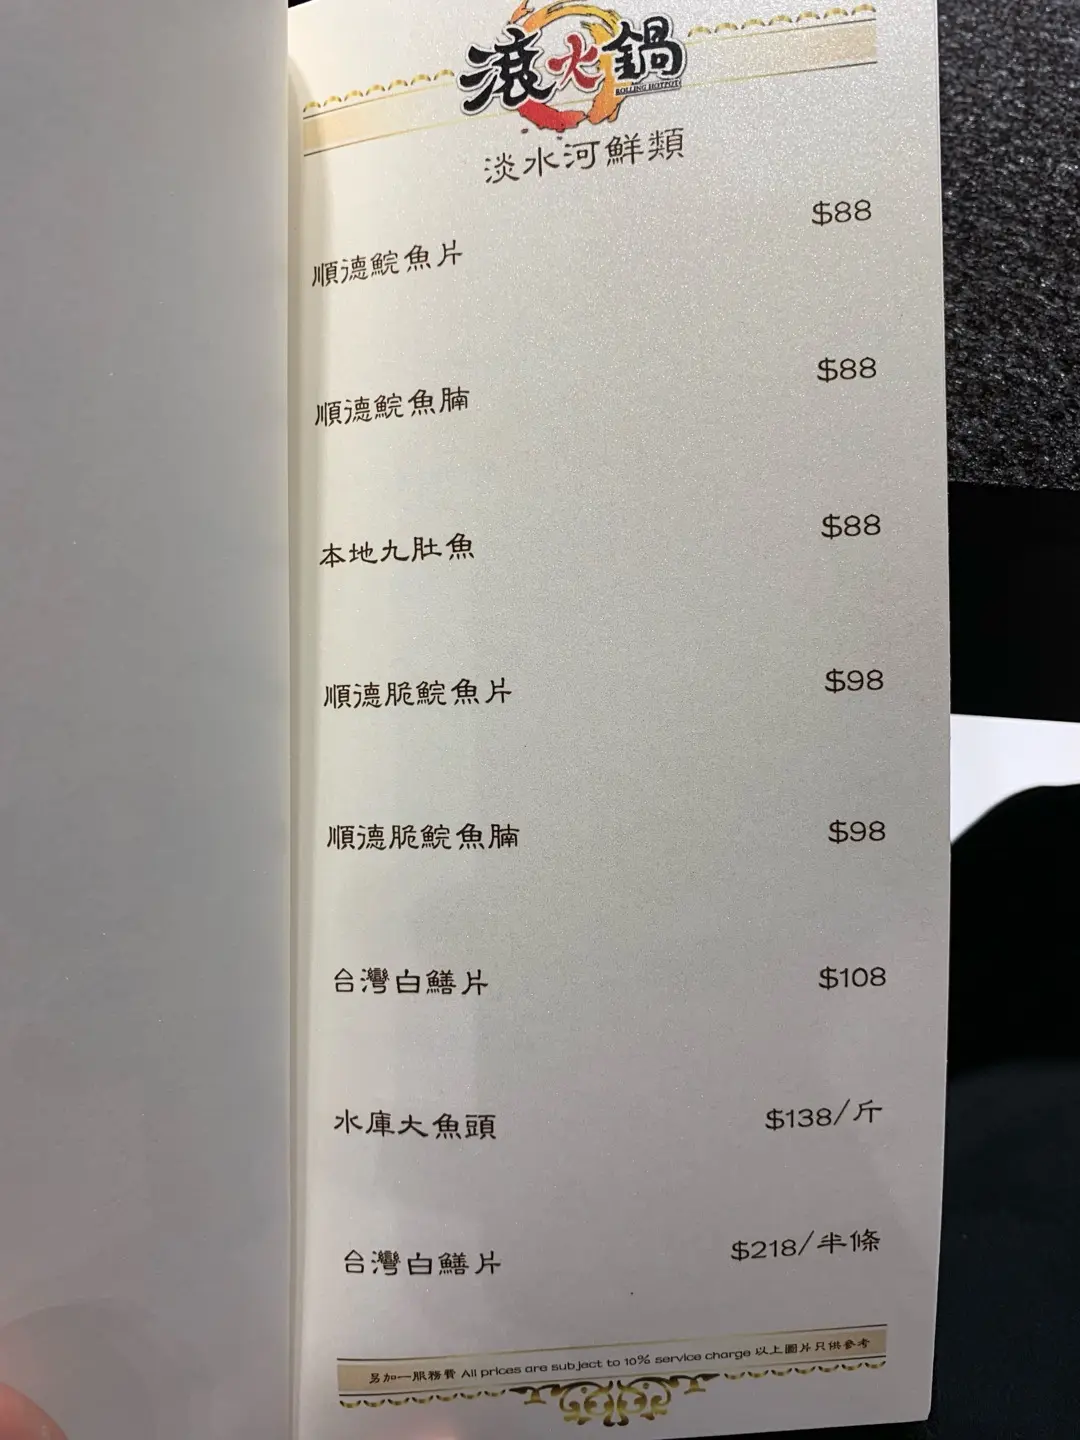 滾火鍋
ROLLING HOTPOT
淡水河鮮類
順德鯇魚片 $88
順德鯇魚腩 $88
本地九肚魚 $88
順德脆鯇魚片 $98
順德脆鯇魚腩 $98
台灣白鱔片 $108
水庫大魚頭 $138/斤
台灣白鱔片 $218/半條
另加一服務費 All prices are subject to 10% service charge 以上圖片只供參考